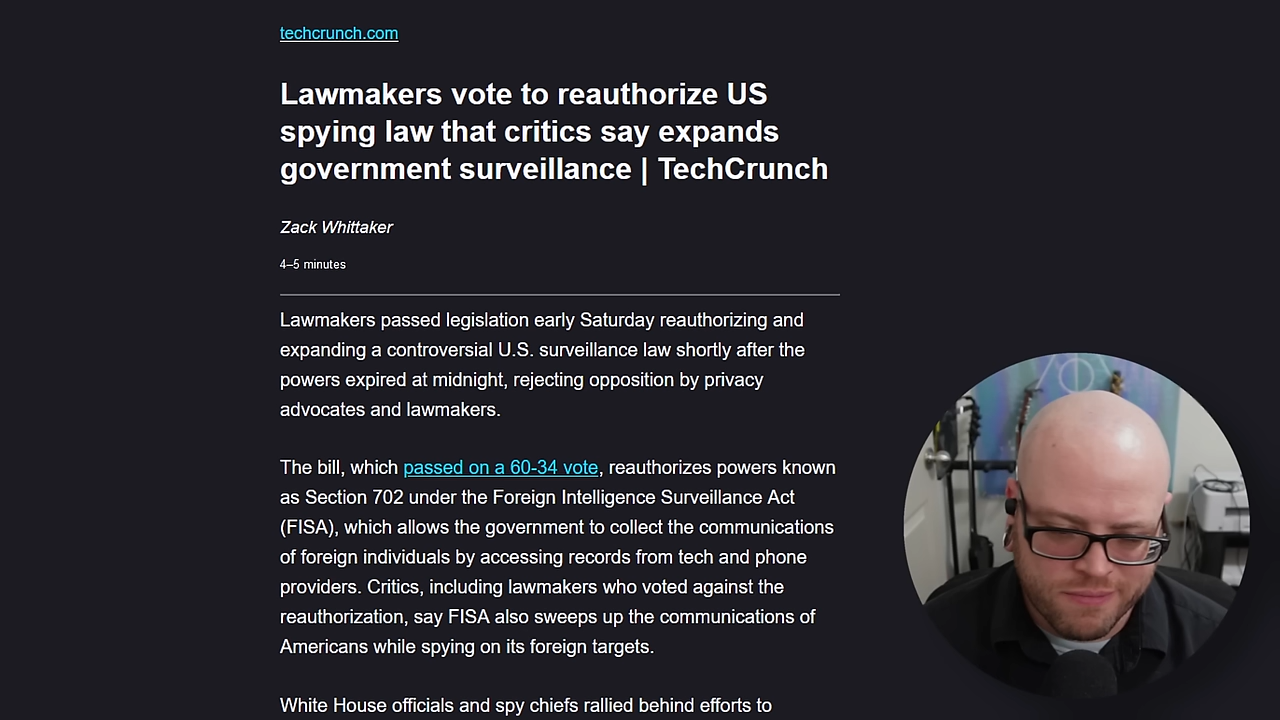 techcrunch.com
Lawmakers vote to reauthorize US
spying law that critics say expands
government surveillance | TechCrunch
Zack Whittaker
4–5 minutes
Lawmakers passed legislation early Saturday reauthorizing and
expanding a controversial U.S. surveillance law shortly after the
powers expired at midnight, rejecting opposition by privacy
advocates and lawmakers.
The bill, which passed on a 60-34 vote, reauthorizes powers known
as Section 702 under the Foreign Intelligence Surveillance Act
(FISA), which allows the government to collect the communications
of foreign individuals by accessing records from tech and phone
providers. Critics, including lawmakers who voted against the
reauthorization, say FISA also sweeps up the communications of
Americans while spying on its foreign targets.
White House officials and spy chiefs rallied behind efforts to